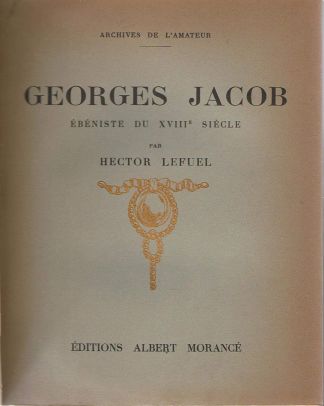 ARCHIVES DE L'AMATEUR
GEORGES JACOB
ÉBÉNISTE DU XVIIIᵉ SIÈCLE
PAR
HECTOR LEFUEL
ÉDITIONS ALBERT MORANCÉ